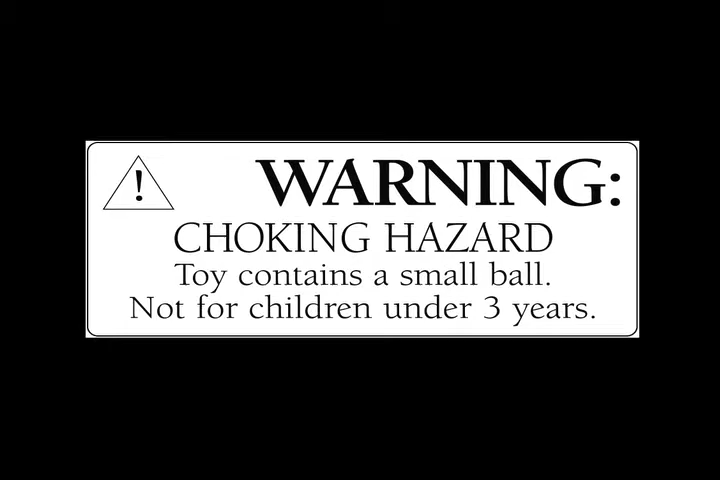 ! WARNING:
CHOKING HAZARD
Toy contains a small ball.
Not for children under 3 years.